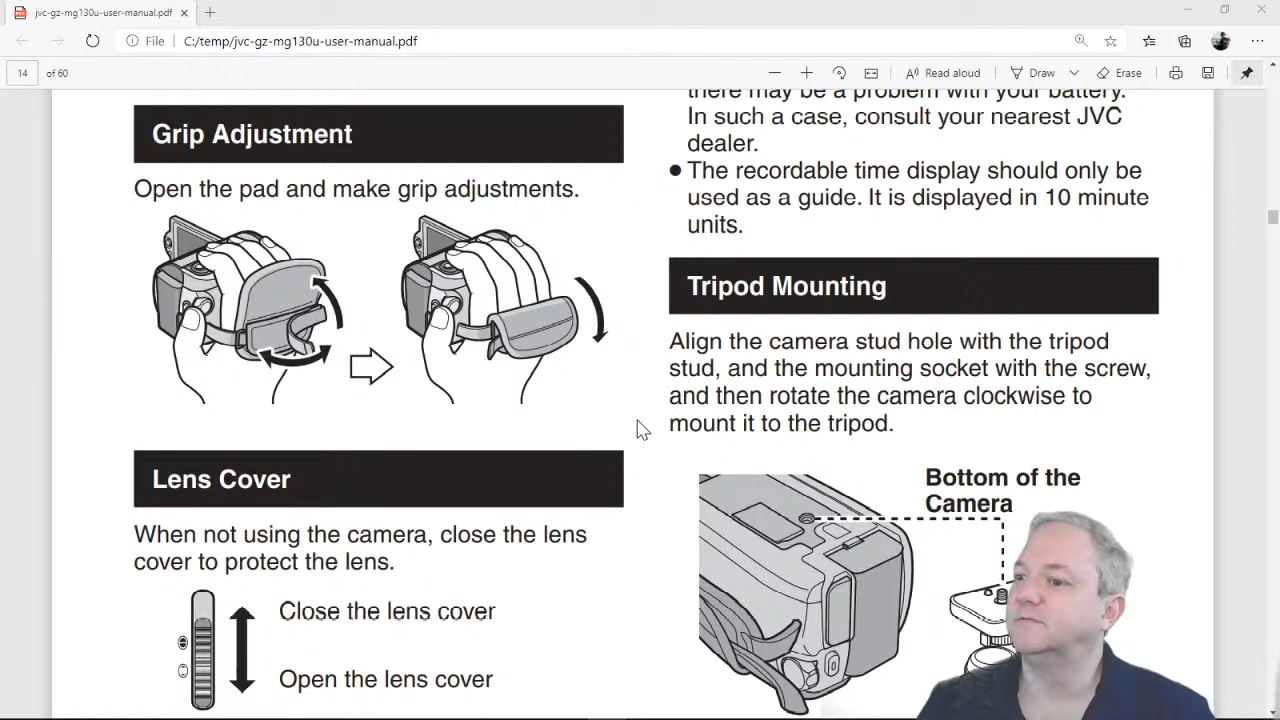 jvc-gz-mg130u-user-manual.pdf
File
C:/temp/jvc-gz-mg130u-user-manual.pdf
14 of 60
Read aloud
Draw
Erase
Grip Adjustment
Open the pad and make grip adjustments.
Lens Cover
When not using the camera, close the lens
cover to protect the lens.
Close the lens cover
Open the lens cover
there may be a problem with your battery.
In such a case, consult your nearest JVC
dealer.
● The recordable time display should only be
used as a guide. It is displayed in 10 minute
units.
Tripod Mounting
Align the camera stud hole with the tripod
stud, and the mounting socket with the screw,
and then rotate the camera clockwise to
mount it to the tripod.
Bottom of the
Camera